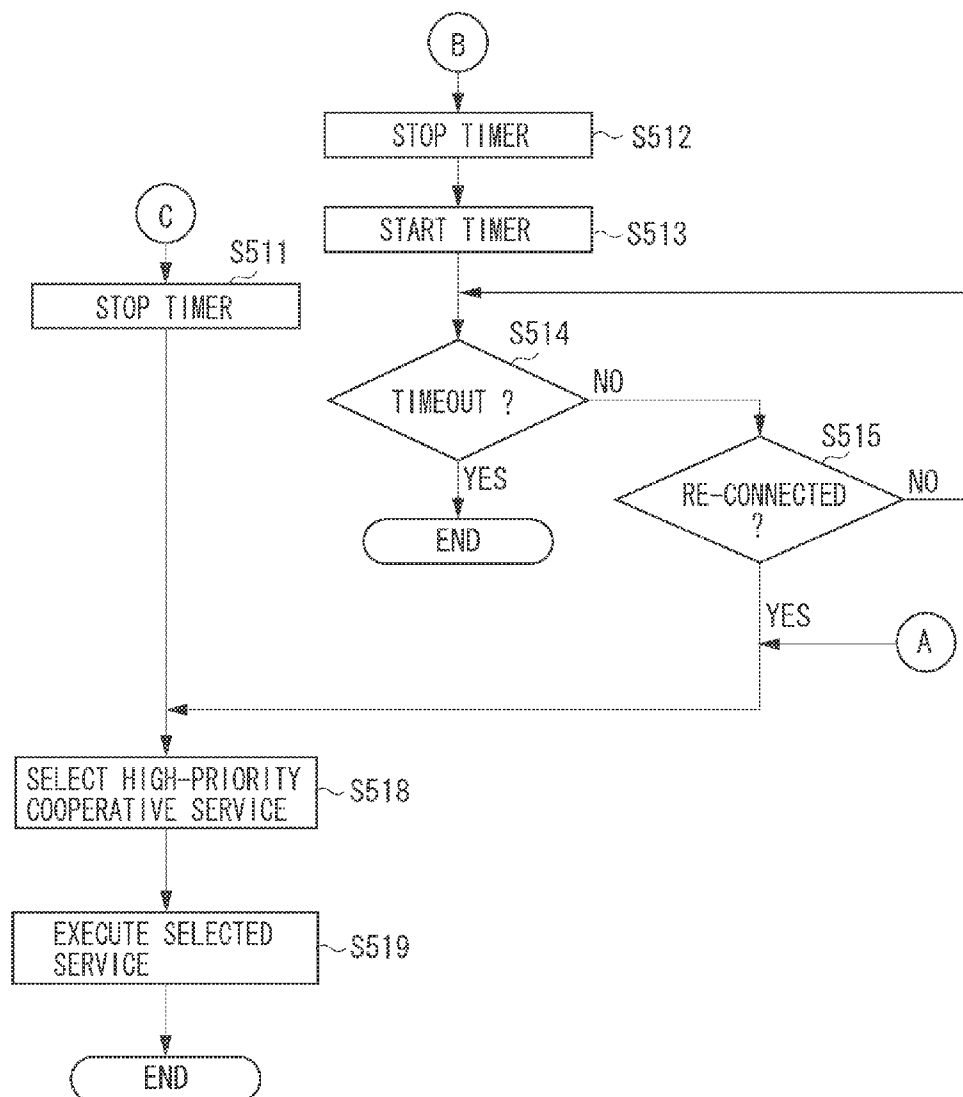 B
STOP TIMER
S512
START TIMER
S513
C
S511
STOP TIMER
S514
TIMEOUT ?
NO
YES
END
S515
RE-CONNECTED
?
NO
YES
A
SELECT HIGH-PRIORITY
COOPERATIVE SERVICE
S518
EXECUTE SELECTED
SERVICE
S519
END